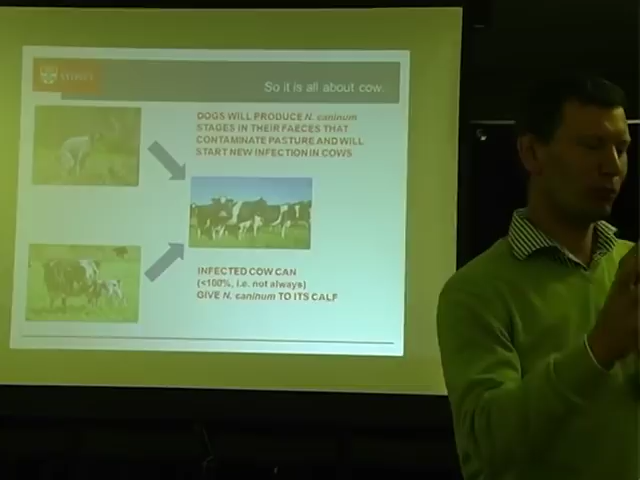 So it is all about cow.
DOGS WILL PRODUCE N. caninum
STAGES IN THEIR FAECES THAT
CONTAMINATE PASTURE AND WILL
START NEW INFECTION IN COWS
INFECTED COW CAN
(<100%, i.e. not always)
GIVE N. caninum TO ITS CALF